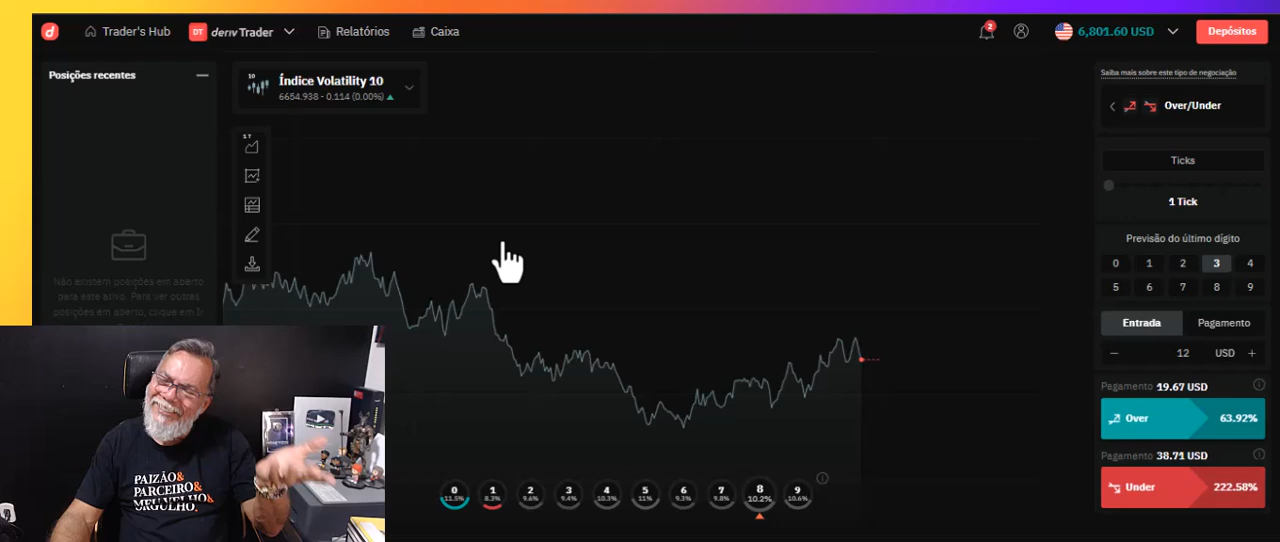 Trader's Hub
DT deriv Trader
Relatórios
Caixa
2
6,801.60 USD
Depósitos
Posições recentes
10
Índice Volatility 10
6654.938 - 0.114 (0.00%)
1 T
Não existem posições em aberto
para este ativo. Para ver outras
posições em aberto, clique em Ir
Saiba mais sobre este tipo de negociação
Over/Under
Ticks
1 Tick
Previsão do último dígito
0 1 2 3 4
5 6 7 8 9
Entrada Pagamento
− 12 USD +
Pagamento 19.67 USD
Over 63.92%
Pagamento 38.71 USD
Under 222.58%
0 1 2 3 4 5 6 7 8 9
11.5% 8.3% 9.6% 9.4% 10.3% 11% 9.3% 9.8% 10.2% 10.6%
PAIZÃO&
PARCEIRO&
MERGULHO&